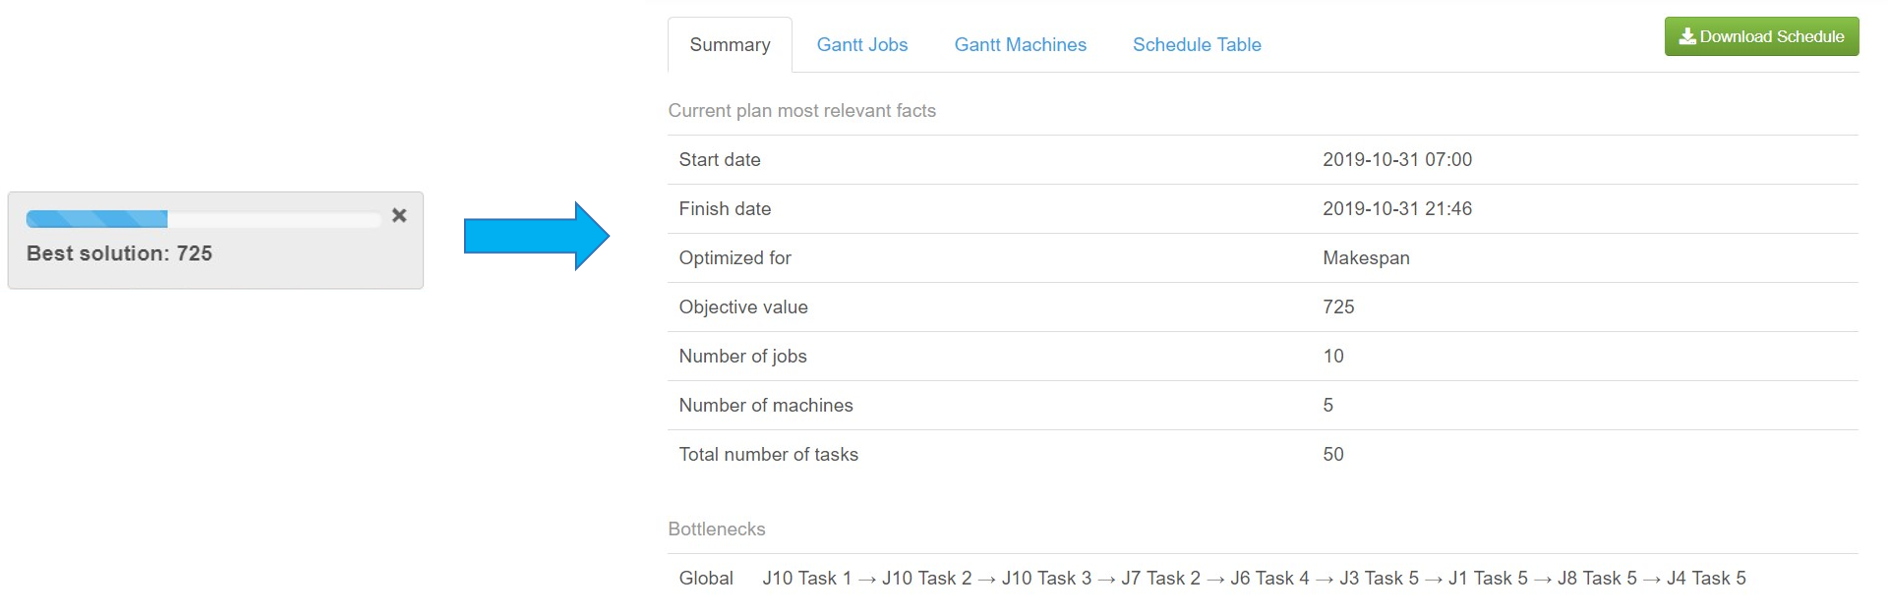 Best solution: 725
Summary Gantt Jobs Gantt Machines Schedule Table Download Schedule
Current plan most relevant facts
Start date 2019-10-31 07:00
Finish date 2019-10-31 21:46
Optimized for Makespan
Objective value 725
Number of jobs 10
Number of machines 5
Total number of tasks 50
Bottlenecks
Global J10 Task 1 → J10 Task 2 → J10 Task 3 → J7 Task 2 → J6 Task 4 → J3 Task 5 → J1 Task 5 → J8 Task 5 → J4 Task 5